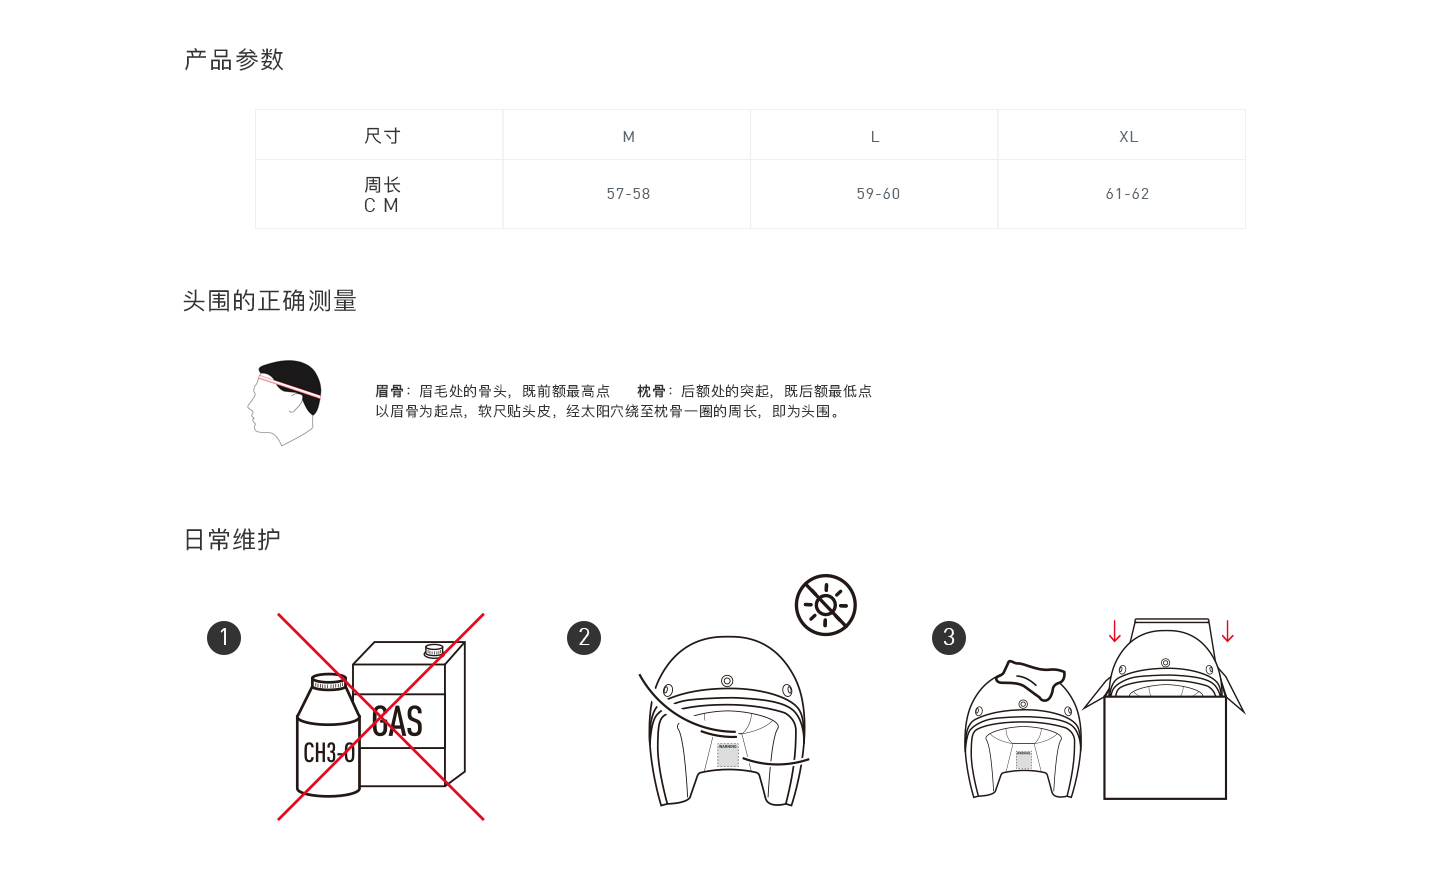 产品参数
尺寸 M L XL
周长
C M 57-58 59-60 61-62
头围的正确测量
眉骨：眉毛处的骨头，既前额最高点 枕骨：后额处的突起，既后额最低点
以眉骨为起点，软尺贴头皮，经太阳穴绕至枕骨一圈的周长，即为头围。
日常维护
1
GAS
CH3-O
2
WARNING
3